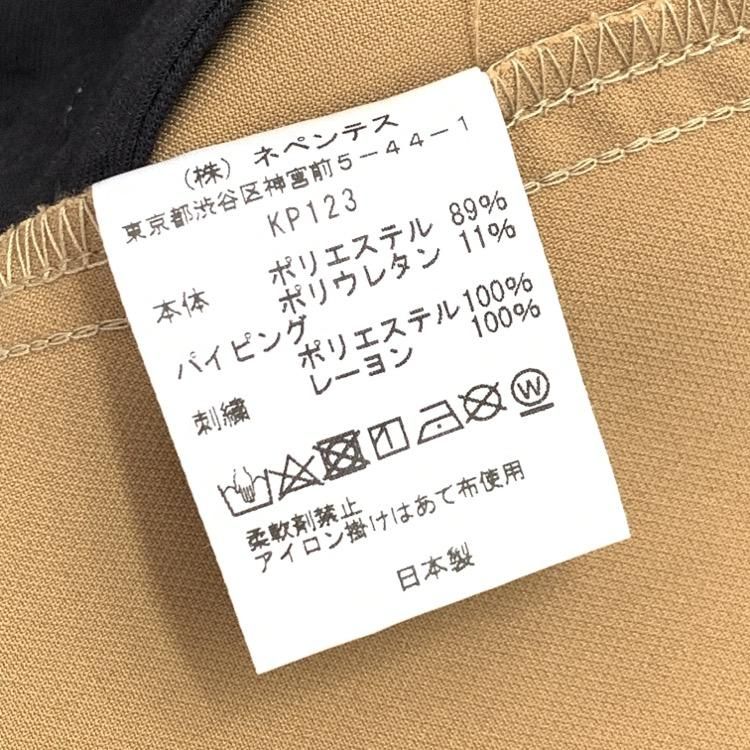 (株) ネペンテス
東京都渋谷区神宮前5-44-1
KP123
本体 ポリエステル 89%
ポリウレタン 11%
パイピング
ポリエステル 100%
刺繍 レーヨン 100%
W
柔軟剤禁止
アイロン掛けはあて布使用
日本製